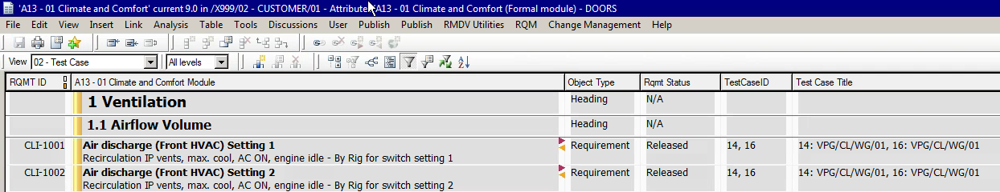 'A13 - 01 Climate and Comfort' current 9.0 in /X999/02 - CUSTOMER/01 - Attribute/A13 - 01 Climate and Comfort (Formal module) - DOORS
File Edit View Insert Link Analysis Table Tools Discussions User Publish Publish RMDV Utilities RQM Change Management Help
View 02 - Test Case All levels
RQMT ID A13 - 01 Climate and Comfort Module Object Type Rqmt Status TestCaseID Test Case Title
1 Ventilation Heading N/A
1.1 Airflow Volume Heading N/A
CLI-1001 Air discharge (Front HVAC) Setting 1 Requirement Released 14, 16 14: VPG/CL/WG/01, 16: VPG/CL/WG/01
Recirculation IP vents, max. cool, AC ON, engine idle - By Rig for switch setting 1
CLI-1002 Air discharge (Front HVAC) Setting 2 Requirement Released 14, 16 14: VPG/CL/WG/01, 16: VPG/CL/WG/01
Recirculation IP vents, max. cool, AC ON, engine idle - By Rig for switch setting 2